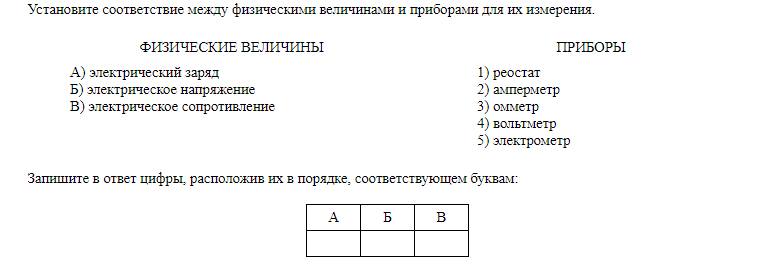 Установите соответствие между физическими величинами и приборами для их измерения.
ФИЗИЧЕСКИЕ ВЕЛИЧИНЫ
А) электрический заряд
Б) электрическое напряжение
В) электрическое сопротивление
ПРИБОРЫ
1) реостат
2) амперметр
3) омметр
4) вольтметр
5) электрометр
Запишите в ответ цифры, расположив их в порядке, соответствующем буквам:
А Б В